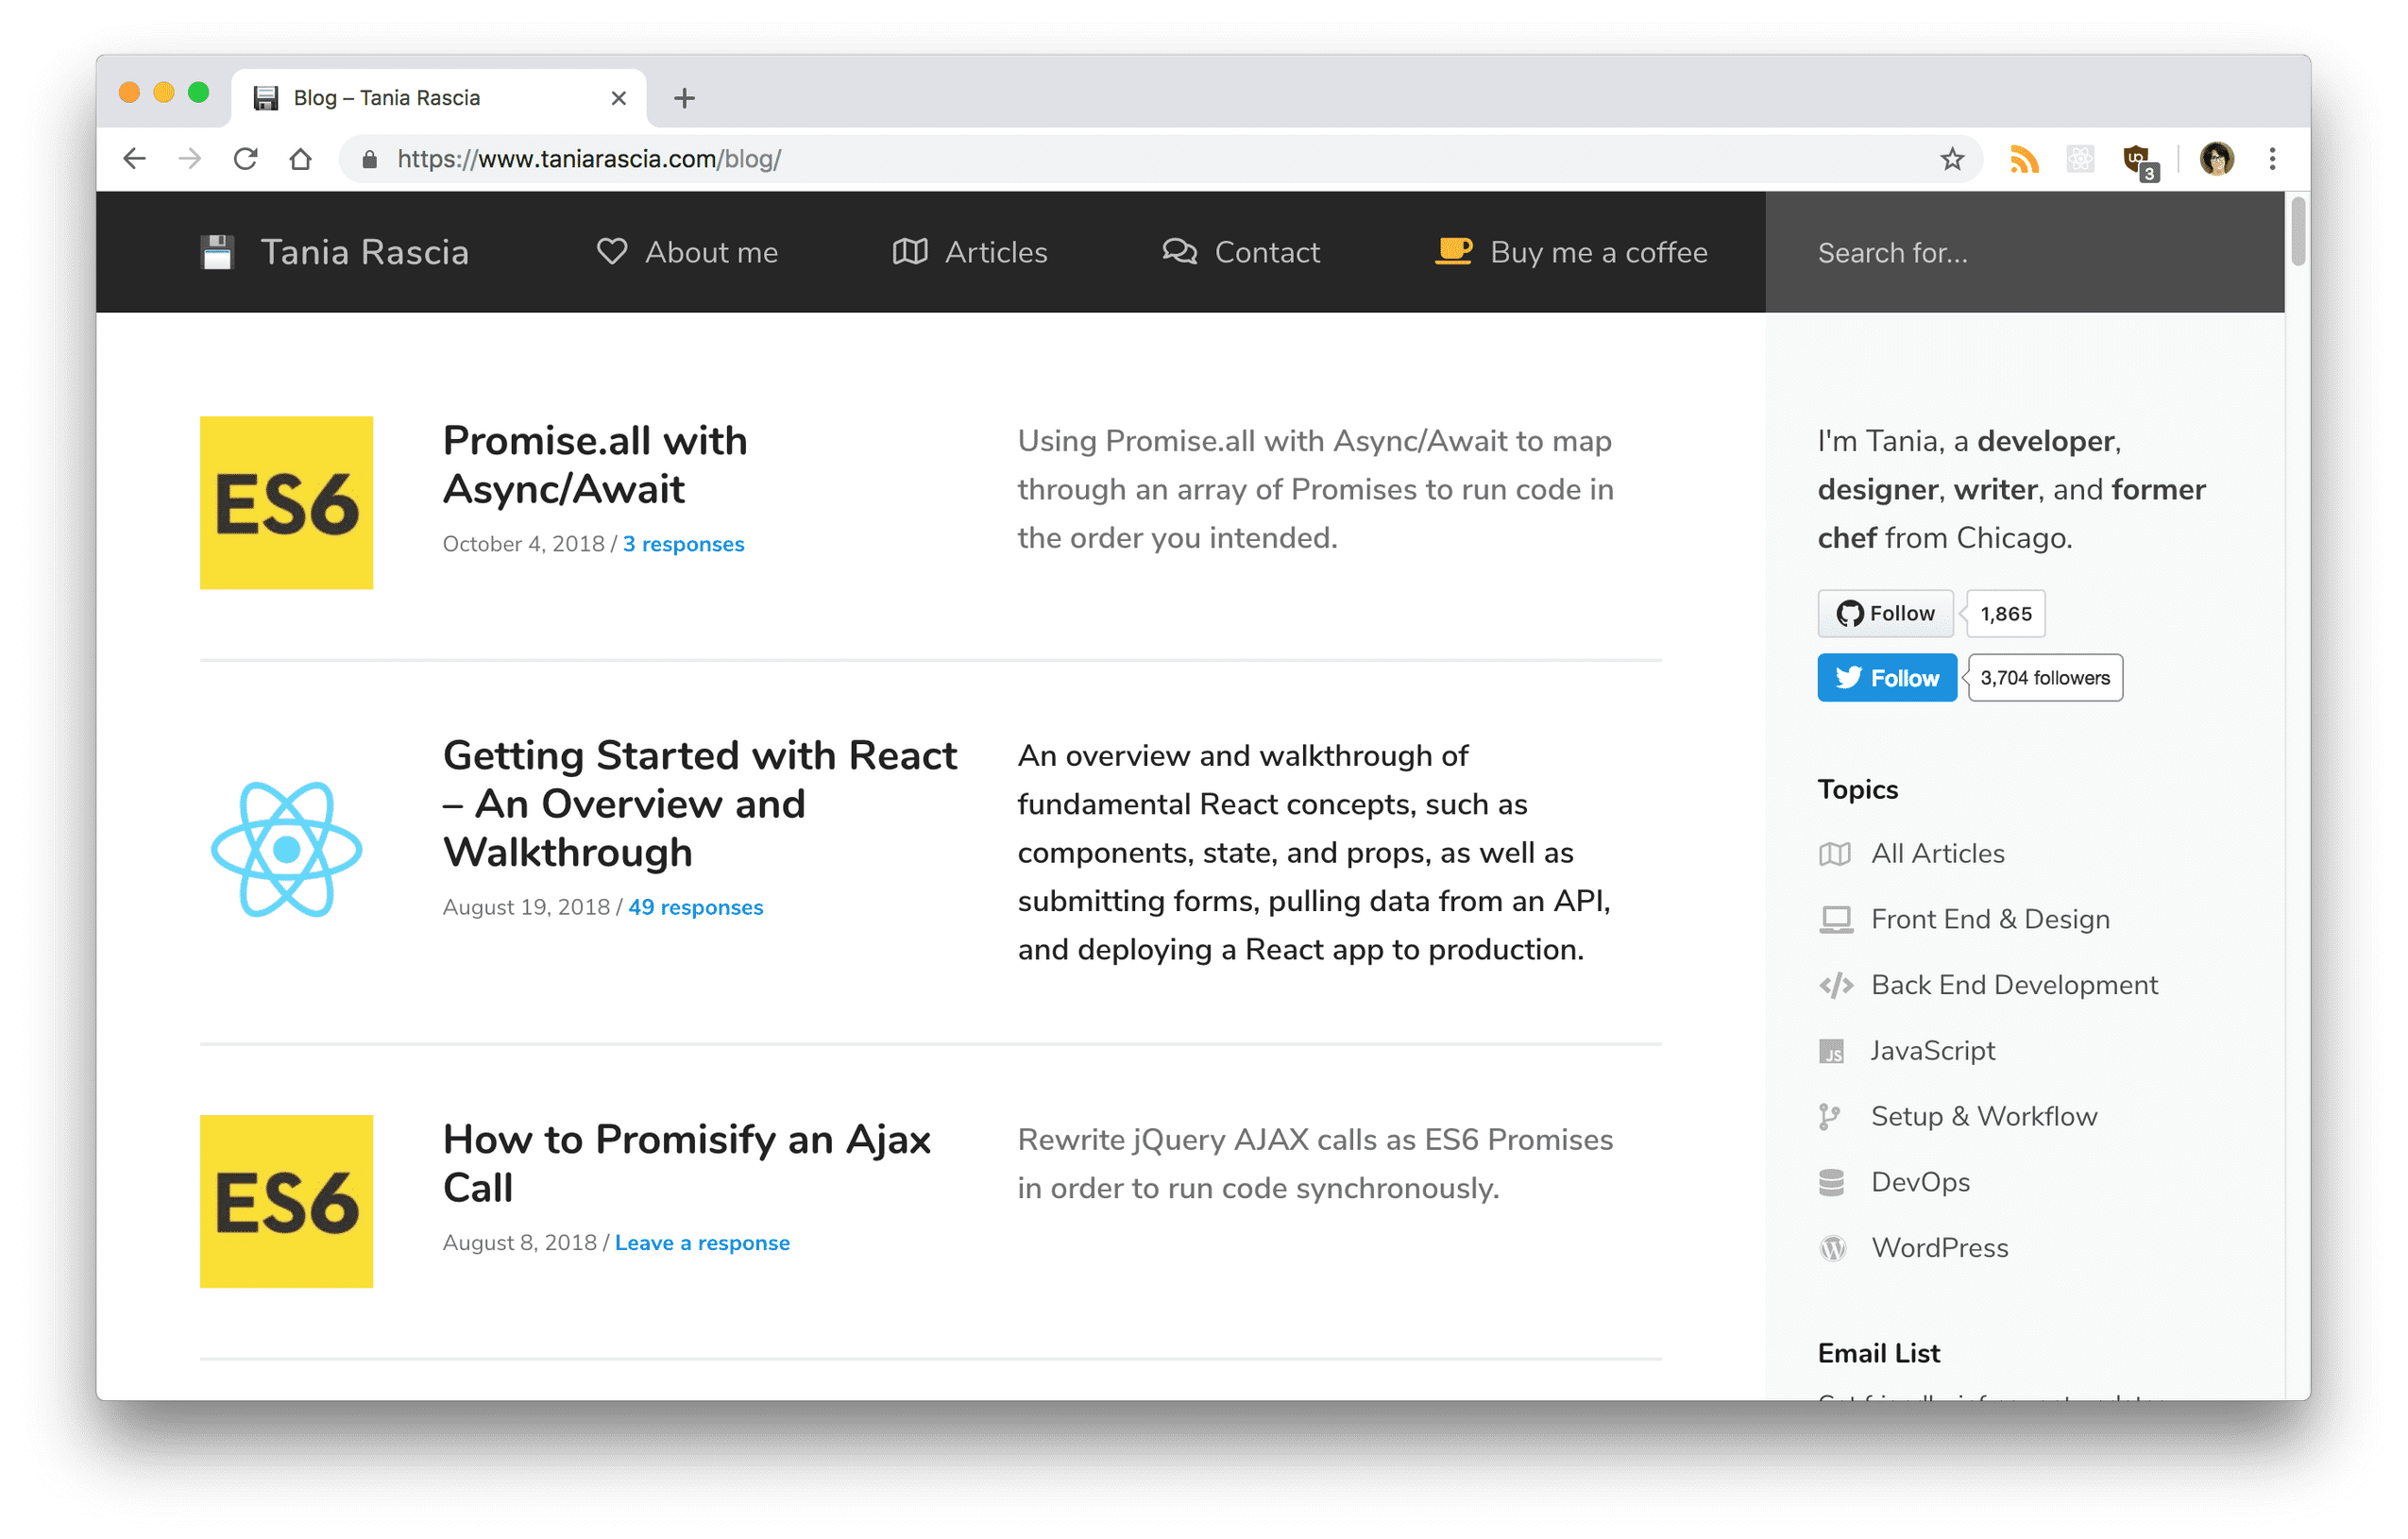 Blog – Tania Rascia
https://www.taniarascia.com/blog/
3
Tania Rascia
About me
Articles
Contact
Buy me a coffee
Search for...
ES6
Promise.all with
Async/Await
October 4, 2018 / 3 responses
Using Promise.all with Async/Await to map
through an array of Promises to run code in
the order you intended.
Getting Started with React
– An Overview and
Walkthrough
August 19, 2018 / 49 responses
An overview and walkthrough of
fundamental React concepts, such as
components, state, and props, as well as
submitting forms, pulling data from an API,
and deploying a React app to production.
ES6
How to Promisify an Ajax
Call
August 8, 2018 / Leave a response
Rewrite jQuery AJAX calls as ES6 Promises
in order to run code synchronously.
I'm Tania, a developer,
designer, writer, and former
chef from Chicago.
Follow 1,865
Follow 3,704 followers
Topics
All Articles
Front End & Design
Back End Development
JS JavaScript
Setup & Workflow
DevOps
WordPress
Email List